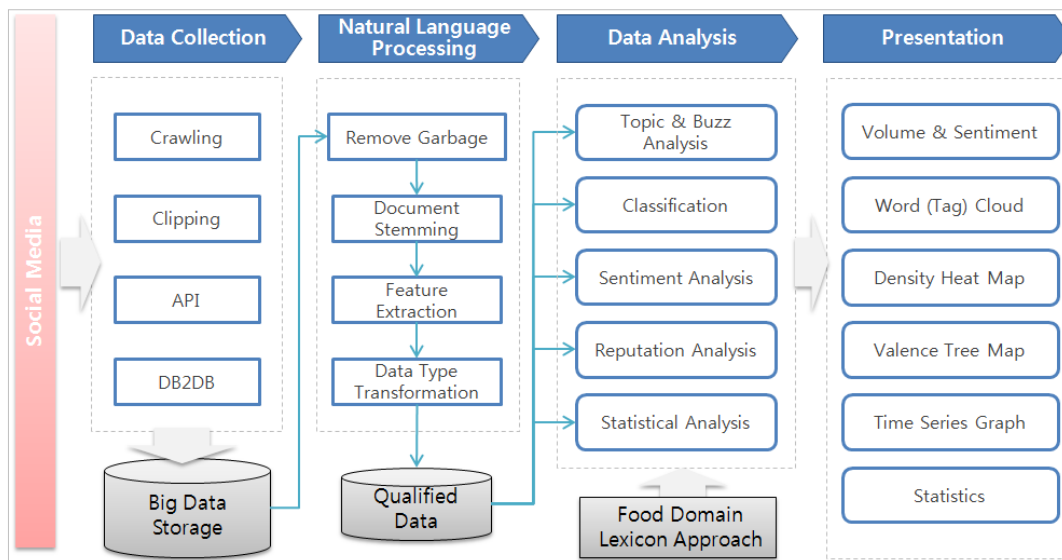 Social Media
Data Collection
Crawling
Clipping
API
DB2DB
Big Data
Storage
Natural Language
Processing
Remove Garbage
Document
Stemming
Feature
Extraction
Data Type
Transformation
Qualified
Data
Data Analysis
Topic & Buzz
Analysis
Classification
Sentiment Analysis
Reputation Analysis
Statistical Analysis
Food Domain
Lexicon Approach
Presentation
Volume & Sentiment
Word (Tag) Cloud
Density Heat Map
Valence Tree Map
Time Series Graph
Statistics